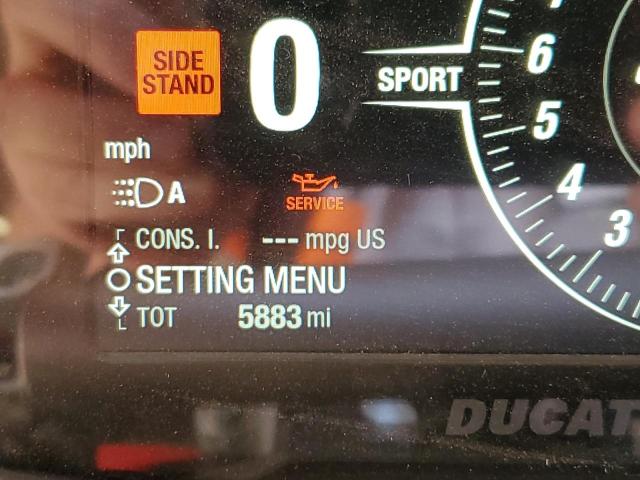 SIDE
STAND
0
SPORT
6
5
4
3
mph
A
SERVICE
CONS. I. --- mpg US
SETTING MENU
TOT 5883 mi
DUCAT